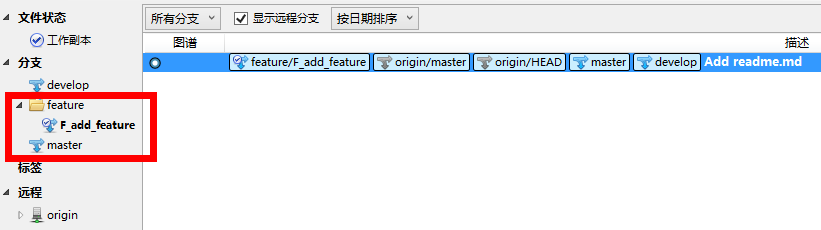 文件状态
工作副本
分支
develop
feature
F_add_feature
master
标签
远程
origin
所有分支 显示远程分支 按日期排序
图谱 描述
feature/F_add_feature origin/master origin/HEAD master develop Add readme.md